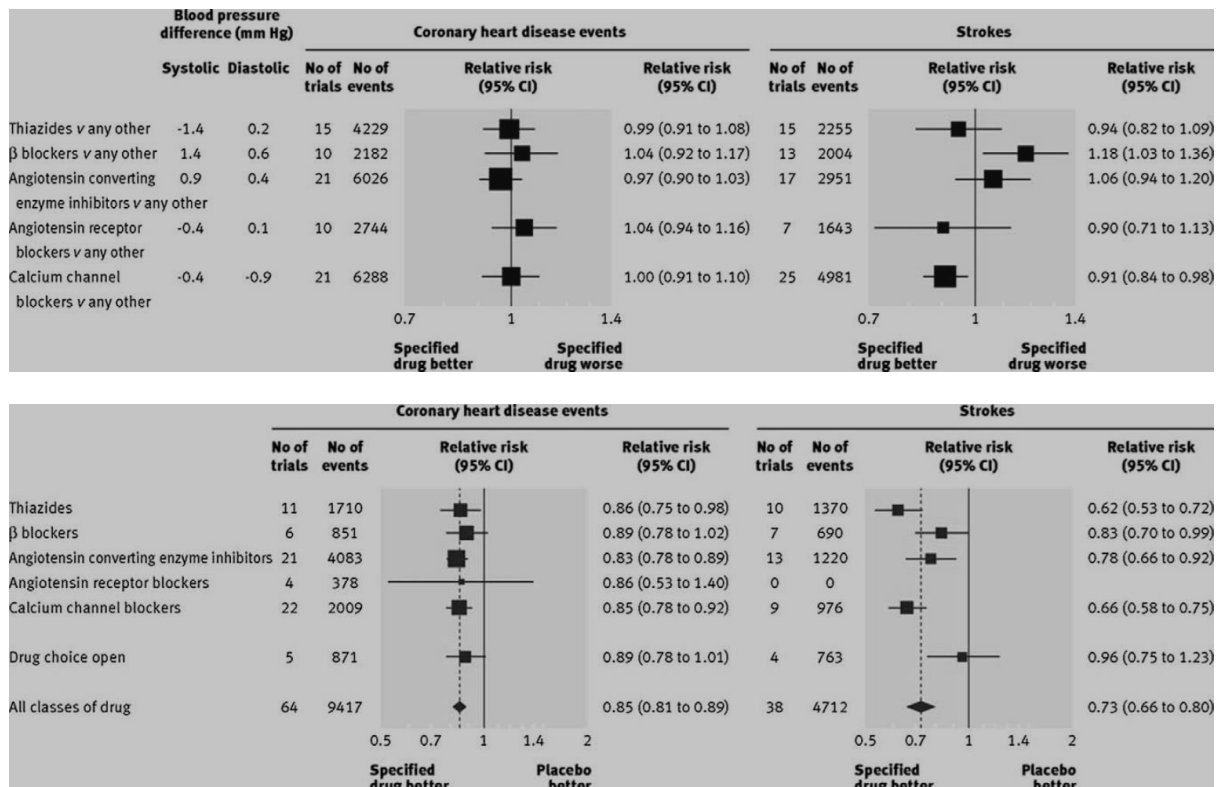 Blood pressure difference (mm Hg) Coronary heart disease events Strokes
Systolic Diastolic No of trials No of events Relative risk (95% CI) Relative risk (95% CI) No of trials No of events Relative risk (95% CI) Relative risk (95% CI)
Thiazides v any other -1.4 0.2 15 4229 0.99 (0.91 to 1.08) 15 2255 0.94 (0.82 to 1.09)
β blockers v any other 1.4 0.6 10 2182 1.04 (0.92 to 1.17) 13 2004 1.18 (1.03 to 1.36)
Angiotensin converting 0.9 0.4 21 6026 0.97 (0.90 to 1.03) 17 2951 1.06 (0.94 to 1.20)
enzyme inhibitors v any other
Angiotensin receptor -0.4 0.1 10 2744 1.04 (0.94 to 1.16) 7 1643 0.90 (0.71 to 1.13)
blockers v any other
Calcium channel -0.4 -0.9 21 6288 1.00 (0.91 to 1.10) 25 4981 0.91 (0.84 to 0.98)
blockers v any other
0.7 1 1.4 0.7 1 1.4
Specified drug better Specified drug worse Specified drug better Specified drug worse
Coronary heart disease events Strokes
No of trials No of events Relative risk (95% CI) Relative risk (95% CI) No of trials No of events Relative risk (95% CI) Relative risk (95% CI)
Thiazides 11 1710 0.86 (0.75 to 0.98) 10 1370 0.62 (0.53 to 0.72)
β blockers 6 851 0.89 (0.78 to 1.02) 7 690 0.83 (0.70 to 0.99)
Angiotensin converting enzyme inhibitors 21 4083 0.83 (0.78 to 0.89) 13 1220 0.78 (0.66 to 0.92)
Angiotensin receptor blockers 4 378 0.86 (0.53 to 1.40) 0 0
Calcium channel blockers 22 2009 0.85 (0.78 to 0.92) 9 976 0.66 (0.58 to 0.75)
Drug choice open 5 871 0.89 (0.78 to 1.01) 4 763 0.96 (0.75 to 1.23)
All classes of drug 64 9417 0.85 (0.81 to 0.89) 38 4712 0.73 (0.66 to 0.80)
0.5 0.7 1 1.4 2 0.5 0.7 1 1.4 2
Specified drug better Placebo better Specified drug better Placebo better